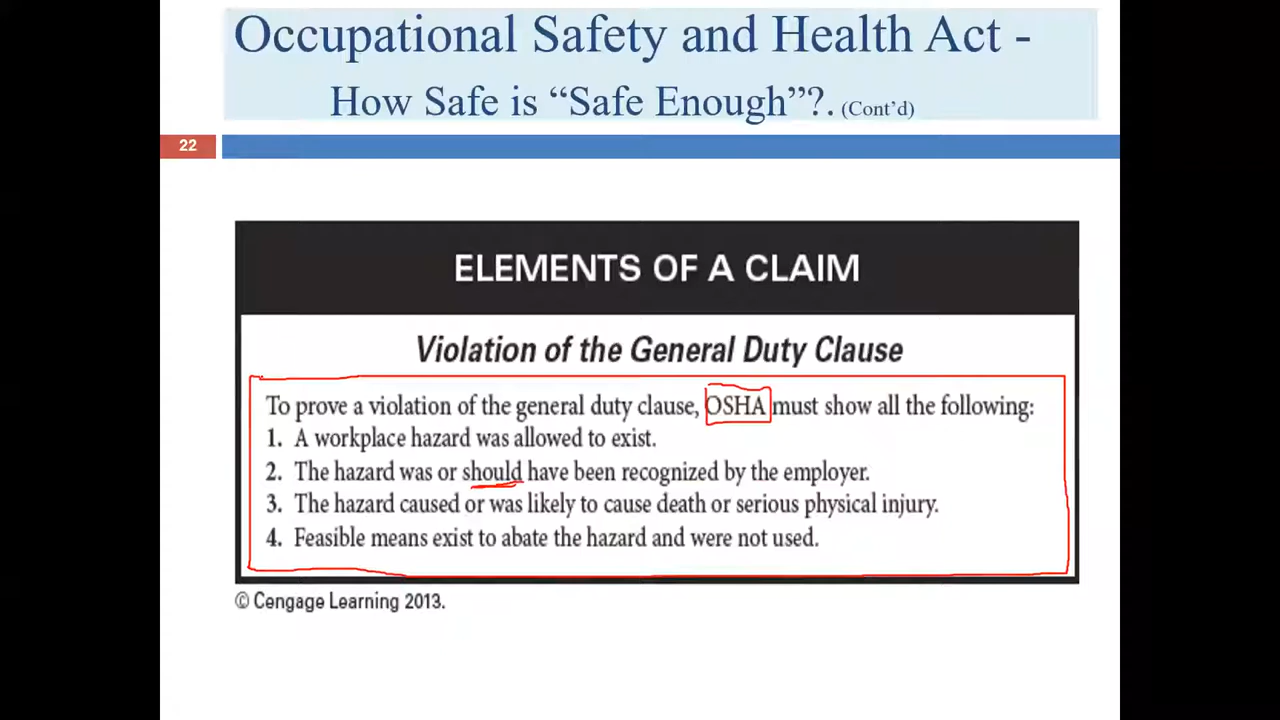 Occupational Safety and Health Act -
How Safe is “Safe Enough”?. (Cont’d)
22
ELEMENTS OF A CLAIM
Violation of the General Duty Clause
To prove a violation of the general duty clause, OSHA must show all the following:
1. A workplace hazard was allowed to exist.
2. The hazard was or should have been recognized by the employer.
3. The hazard caused or was likely to cause death or serious physical injury.
4. Feasible means exist to abate the hazard and were not used.
© Cengage Learning 2013.